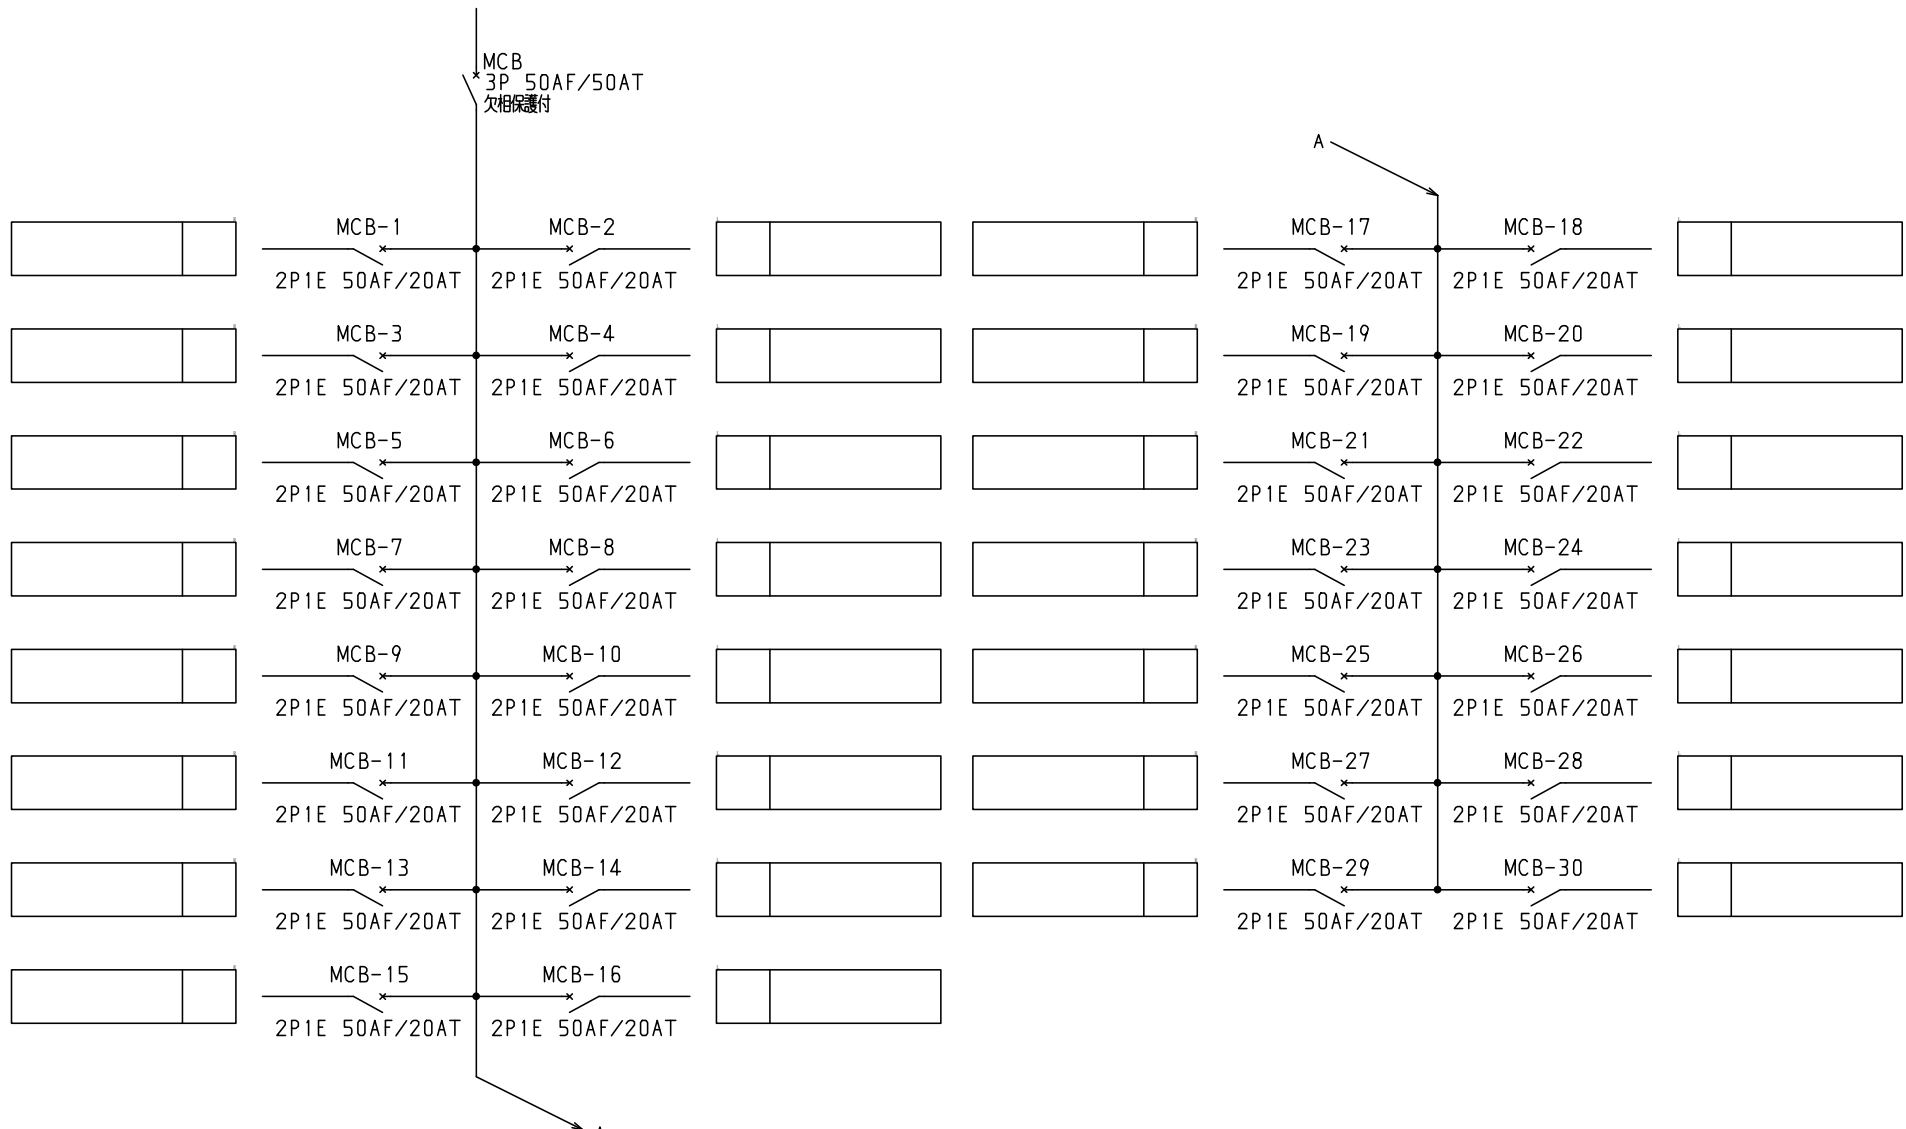 MCB
3P 50AF/50AT
欠相保護付
MCB-1
2P1E 50AF/20AT
MCB-2
2P1E 50AF/20AT
MCB-3
2P1E 50AF/20AT
MCB-4
2P1E 50AF/20AT
MCB-5
2P1E 50AF/20AT
MCB-6
2P1E 50AF/20AT
MCB-7
2P1E 50AF/20AT
MCB-8
2P1E 50AF/20AT
MCB-9
2P1E 50AF/20AT
MCB-10
2P1E 50AF/20AT
MCB-11
2P1E 50AF/20AT
MCB-12
2P1E 50AF/20AT
MCB-13
2P1E 50AF/20AT
MCB-14
2P1E 50AF/20AT
MCB-15
2P1E 50AF/20AT
MCB-16
2P1E 50AF/20AT
A
MCB-17
2P1E 50AF/20AT
MCB-18
2P1E 50AF/20AT
MCB-19
2P1E 50AF/20AT
MCB-20
2P1E 50AF/20AT
MCB-21
2P1E 50AF/20AT
MCB-22
2P1E 50AF/20AT
MCB-23
2P1E 50AF/20AT
MCB-24
2P1E 50AF/20AT
MCB-25
2P1E 50AF/20AT
MCB-26
2P1E 50AF/20AT
MCB-27
2P1E 50AF/20AT
MCB-28
2P1E 50AF/20AT
MCB-29
2P1E 50AF/20AT
MCB-30
2P1E 50AF/20AT